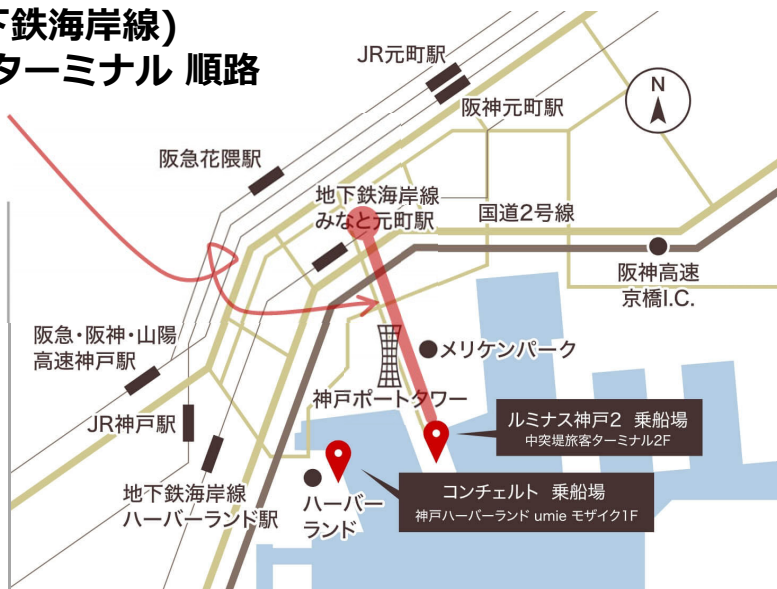 下鉄海岸線)
ターミナル 順路
JR元町駅
N
阪神元町駅
阪急花隈駅
地下鉄海岸線
みなと元町駅
国道2号線
阪神高速
京橋I.C.
阪急・阪神・山陽
高速神戸駅
メリケンパーク
神戸ポートタワー
JR神戸駅
ルミナス神戸2 乗船場
中突堤旅客ターミナル2F
地下鉄海岸線
ハーバーランド駅
ハーバー
ランド
コンチェルト 乗船場
神戸ハーバーランド umie モザイク1F